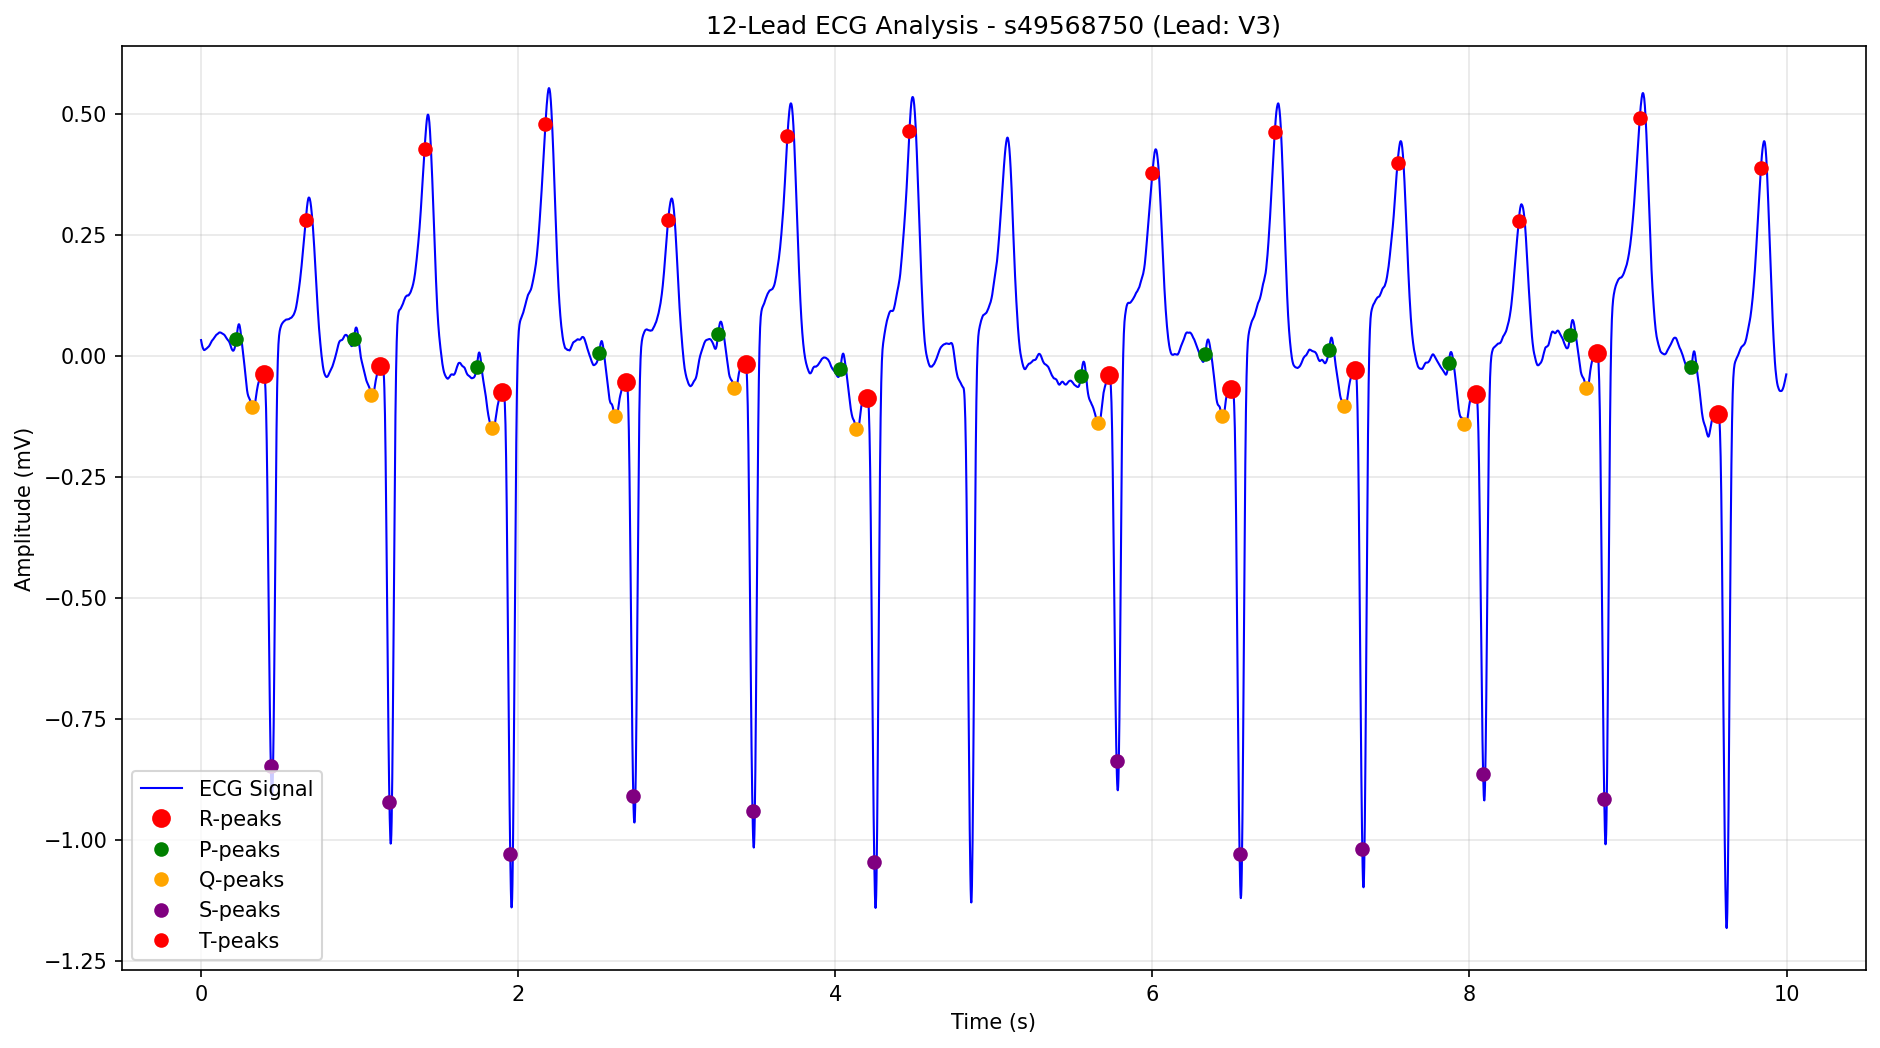 12-Lead ECG Analysis - s49568750 (Lead: V3)
0.50
0.25
0.00
−0.25
−0.50
−0.75
−1.00
−1.25
Amplitude (mV)
ECG Signal
R-peaks
P-peaks
Q-peaks
S-peaks
T-peaks
0 2 4 6 8 10
Time (s)